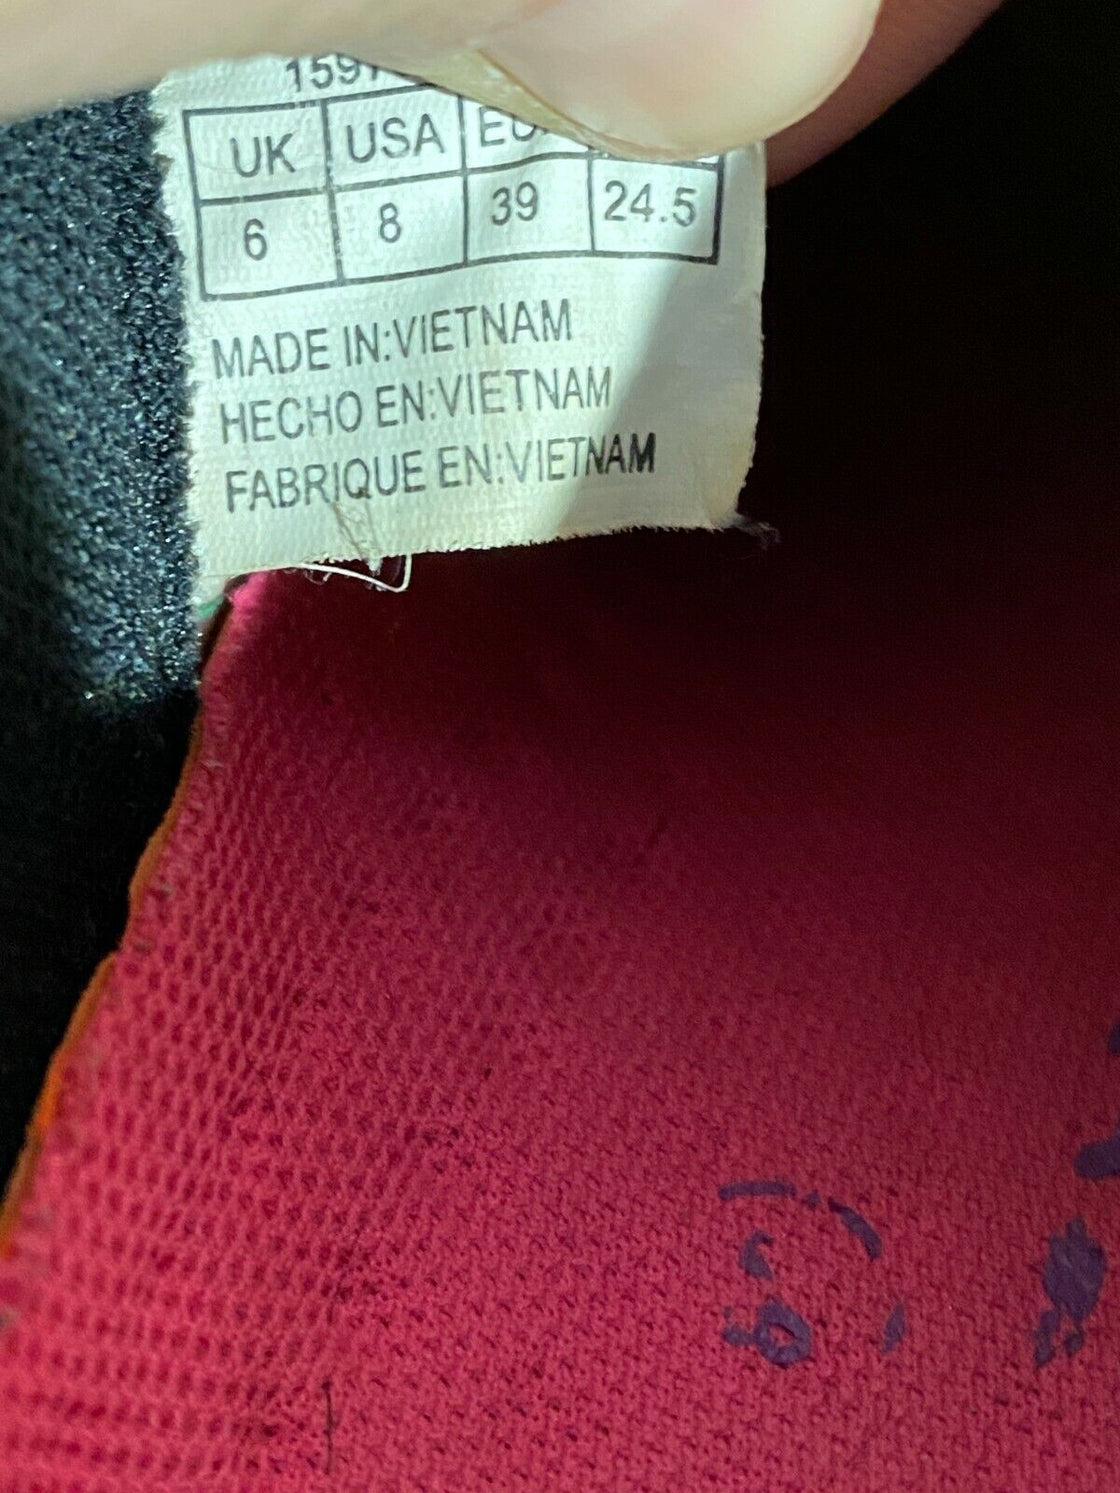 UK USA
6 8 39 24.5
MADE IN:VIETNAM
HECHO EN:VIETNAM
FABRIQUE EN:VIETNAM